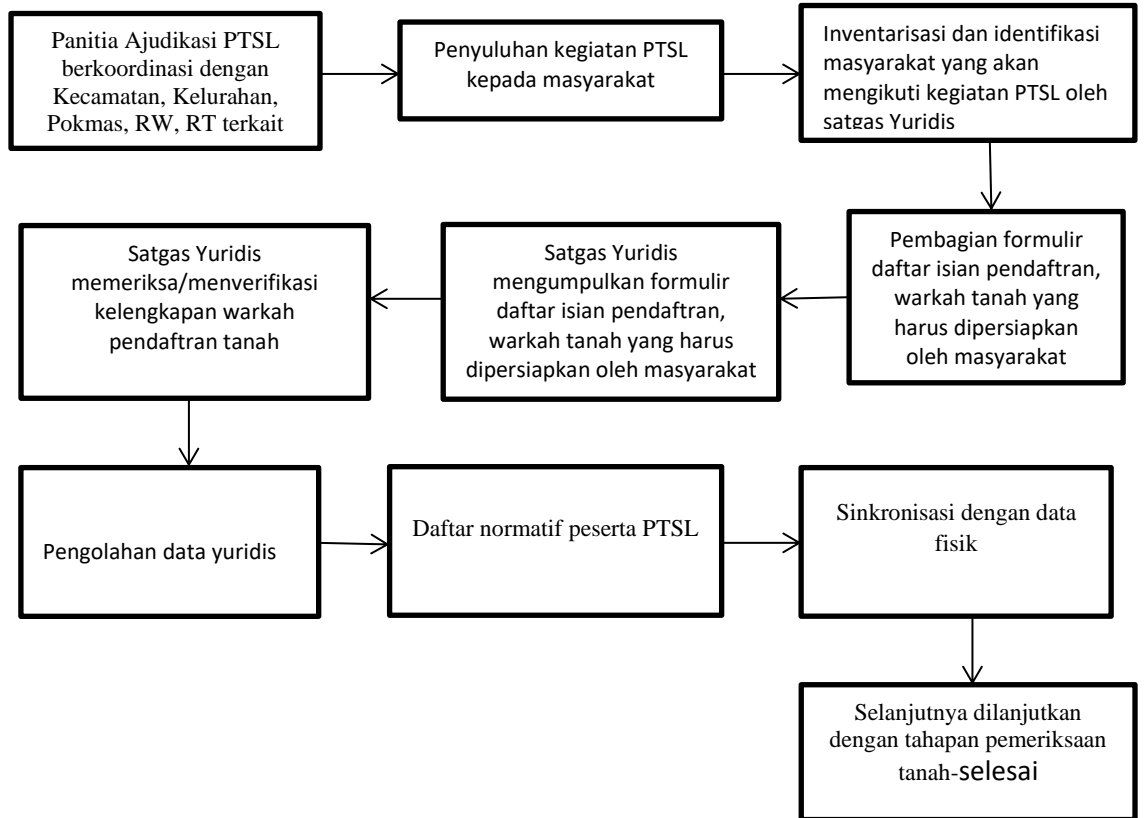 Panitia Ajudikasi PTSL
berkoordinasi dengan
Kecamatan, Kelurahan,
Pokmas, RW, RT terkait
Penyuluhan kegiatan PTSL
kepada masyarakat
Inventarisasi dan identifikasi
masyarakat yang akan
mengikuti kegiatan PTSL oleh
satgas Yuridis
Pembagian formulir
daftar isian pendaftran,
warkah tanah yang
harus dipersiapkan
oleh masyarakat
Satgas Yuridis
mengumpulkan formulir
daftar isian pendaftran,
warkah tanah yang harus
dipersiapkan oleh masyarakat
Satgas Yuridis
memeriksa/menverifikasi
kelengkapan warkah
pendaftran tanah
Pengolahan data yuridis
Daftar normatif peserta PTSL
Sinkronisasi dengan data
fisik
Selanjutnya dilanjutkan
dengan tahapan pemeriksaan
tanah-selesai